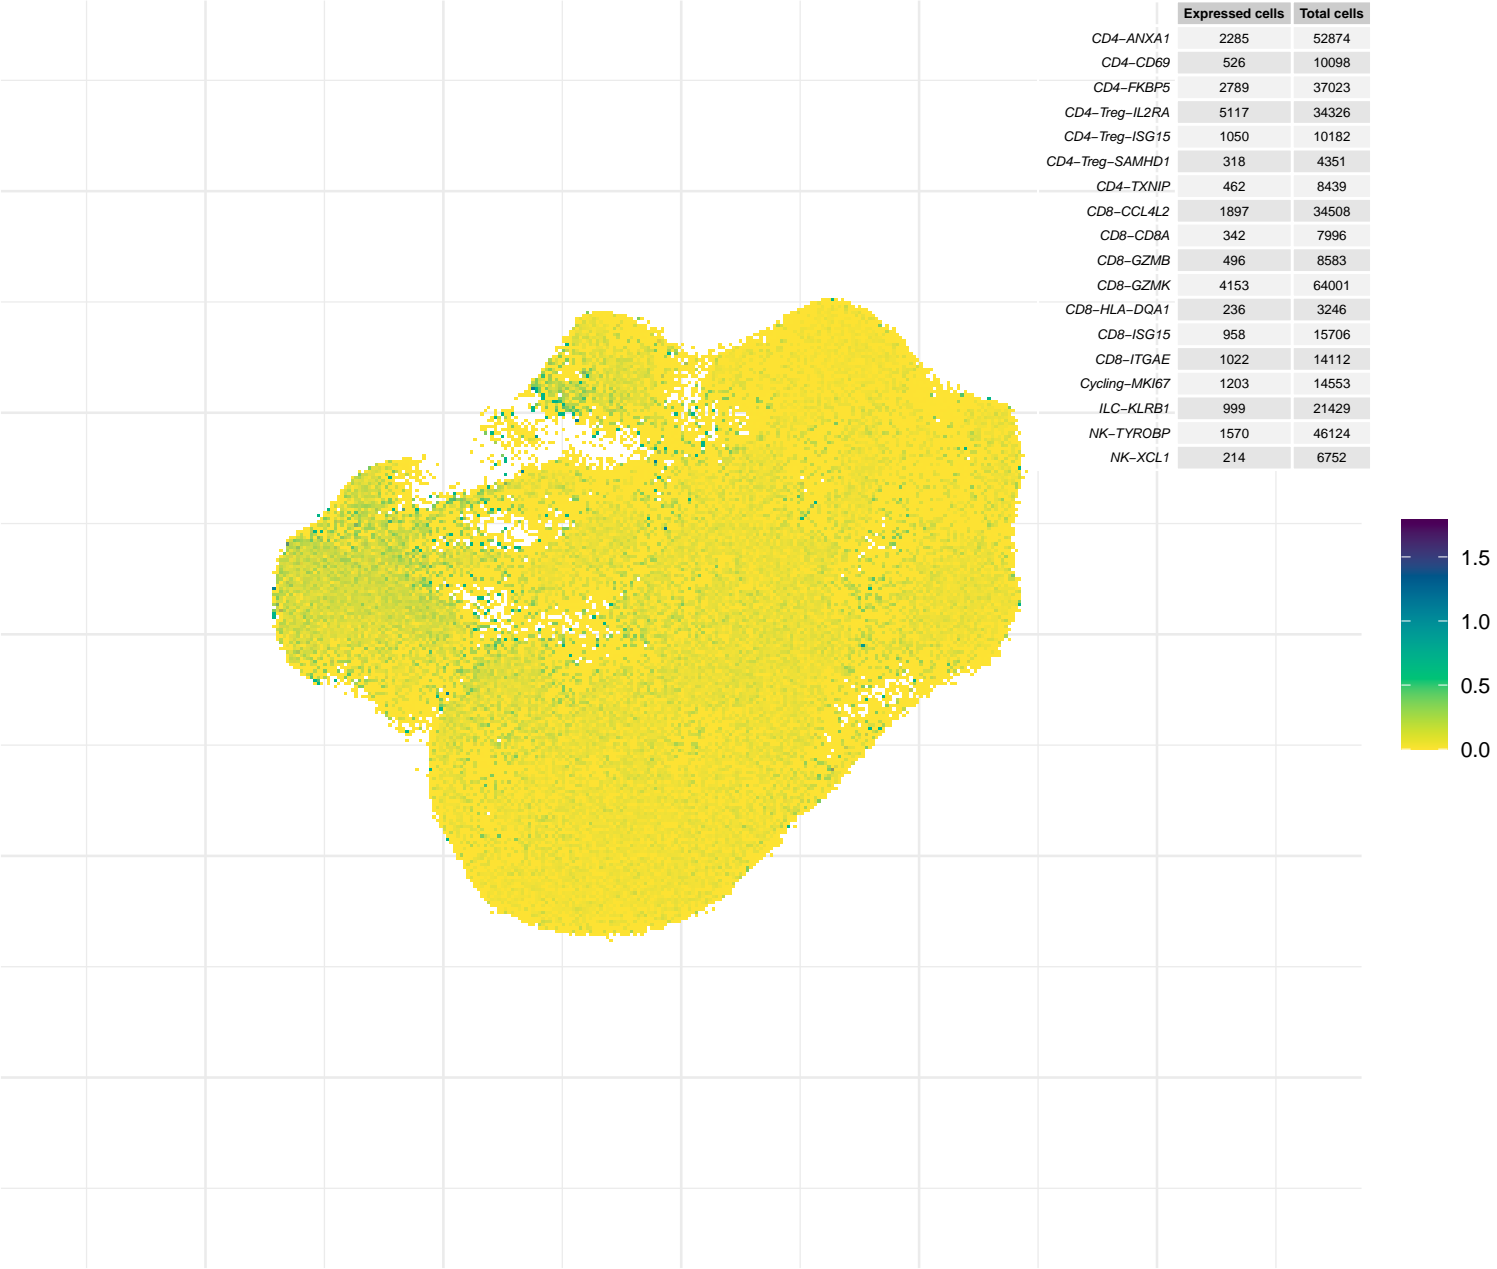 Expressed cells Total cells
CD4−ANXA1 2285 52874
CD4−CD69 526 10098
CD4−FKBP5 2789 37023
CD4−Treg−IL2RA 5117 34326
CD4−Treg−ISG15 1050 10182
CD4−Treg−SAMHD1 318 4351
CD4−TXNIP 462 8439
CD8−CCL4L2 1897 34508
CD8−CD8A 342 7996
CD8−GZMB 496 8583
CD8−GZMK 4153 64001
CD8−HLA−DQA1 236 3246
CD8−ISG15 958 15706
CD8−ITGAE 1022 14112
Cycling−MKI67 1203 14553
ILC−KLRB1 999 21429
NK−TYROBP 1570 46124
NK−XCL1 214 6752
1.5
1.0
0.5
0.0